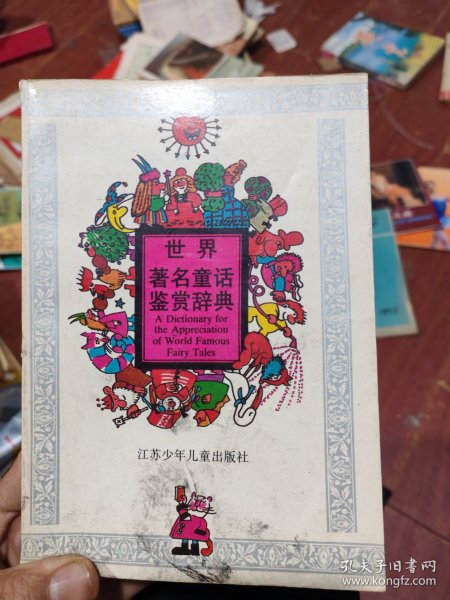 世界
著名童话
鉴赏辞典
A Dictionary for
the Appreciation
of World Famous
Fairy Tales
江苏少年儿童出版社
孔夫子旧书网
www.kongfz.com